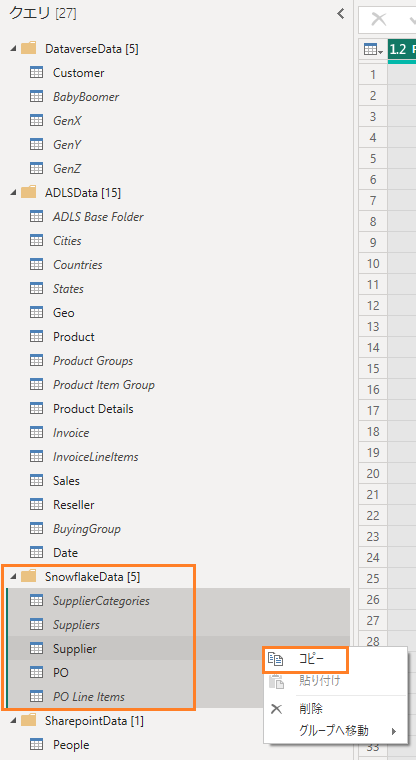 クエリ [27]
DataverseData [5]
Customer
BabyBoomer
GenX
GenY
GenZ
ADLSData [15]
ADLS Base Folder
Cities
Countries
States
Geo
Product
Product Groups
Product Item Group
Product Details
Invoice
InvoiceLineItems
Sales
Reseller
BuyingGroup
Date
SnowflakeData [5]
SupplierCategories
Suppliers
Supplier
PO
PO Line Items
SharepointData [1]
People
1.2
1
2
3
4
5
6
7
8
9
10
11
12
13
14
15
16
17
18
19
20
21
22
23
24
25
26
27
28
コピー
貼り付け
削除
グループへ移動
33